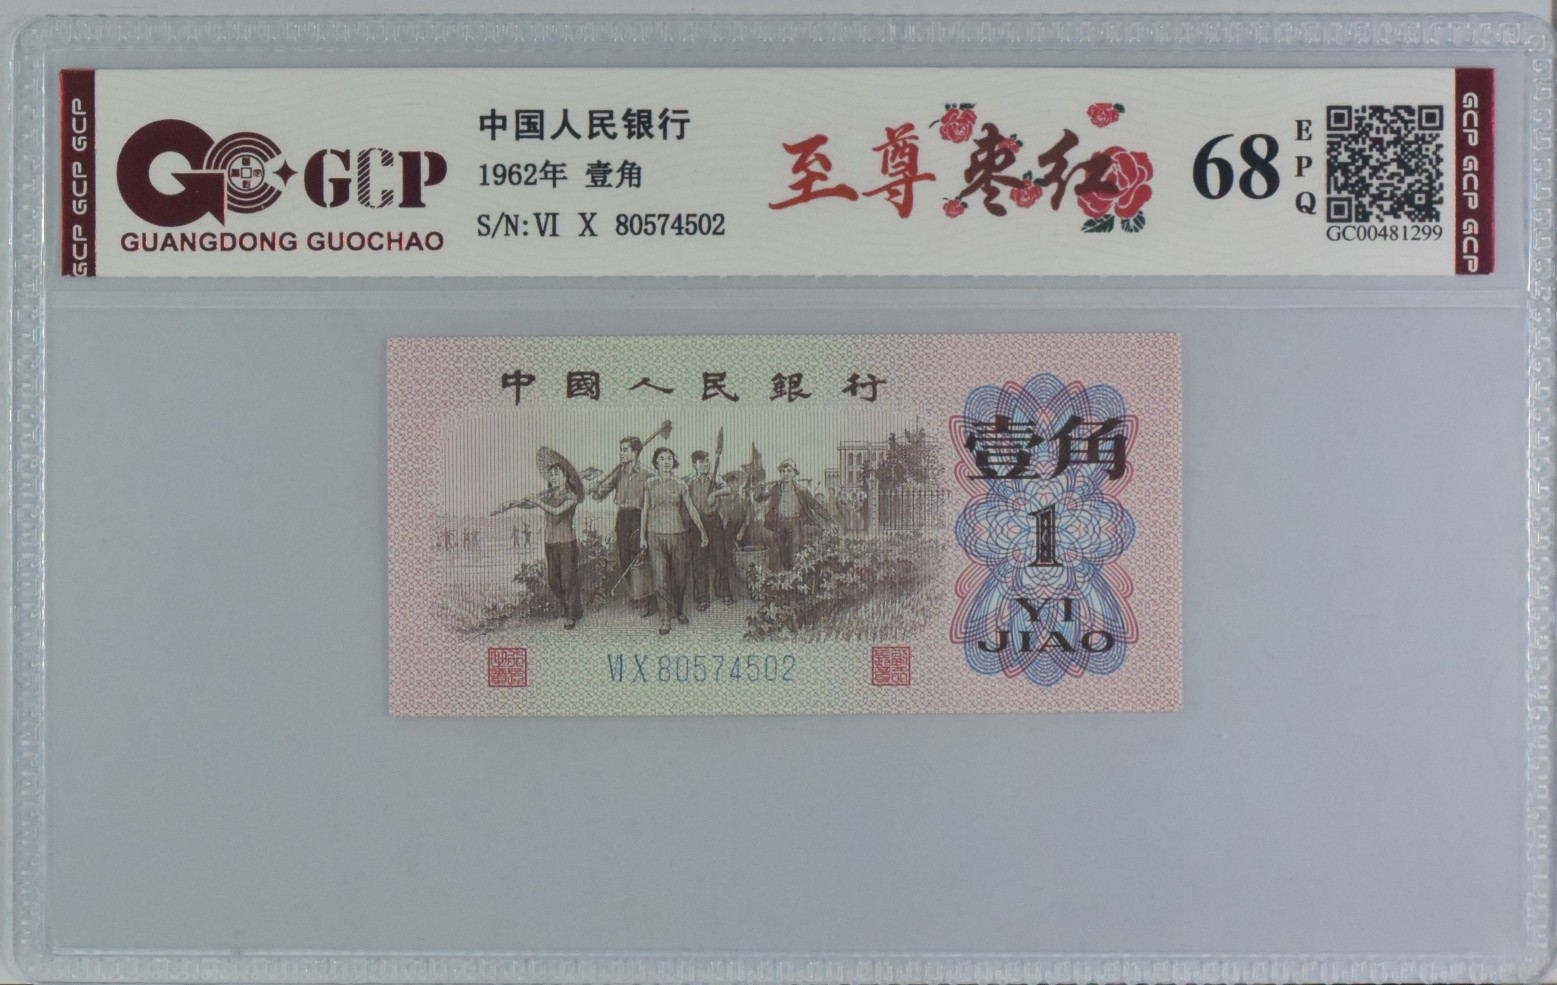 GCP GCP GCP
GCP
GUANGDONG GUOCHAO
中国人民银行
1962年 壹角
S/N: VI X 80574502
至尊枣红
68
EPQ
GC00481299
GCP GCP GCP
中國人民銀行
壹角
1
YI
JIAO
VI X 80574502